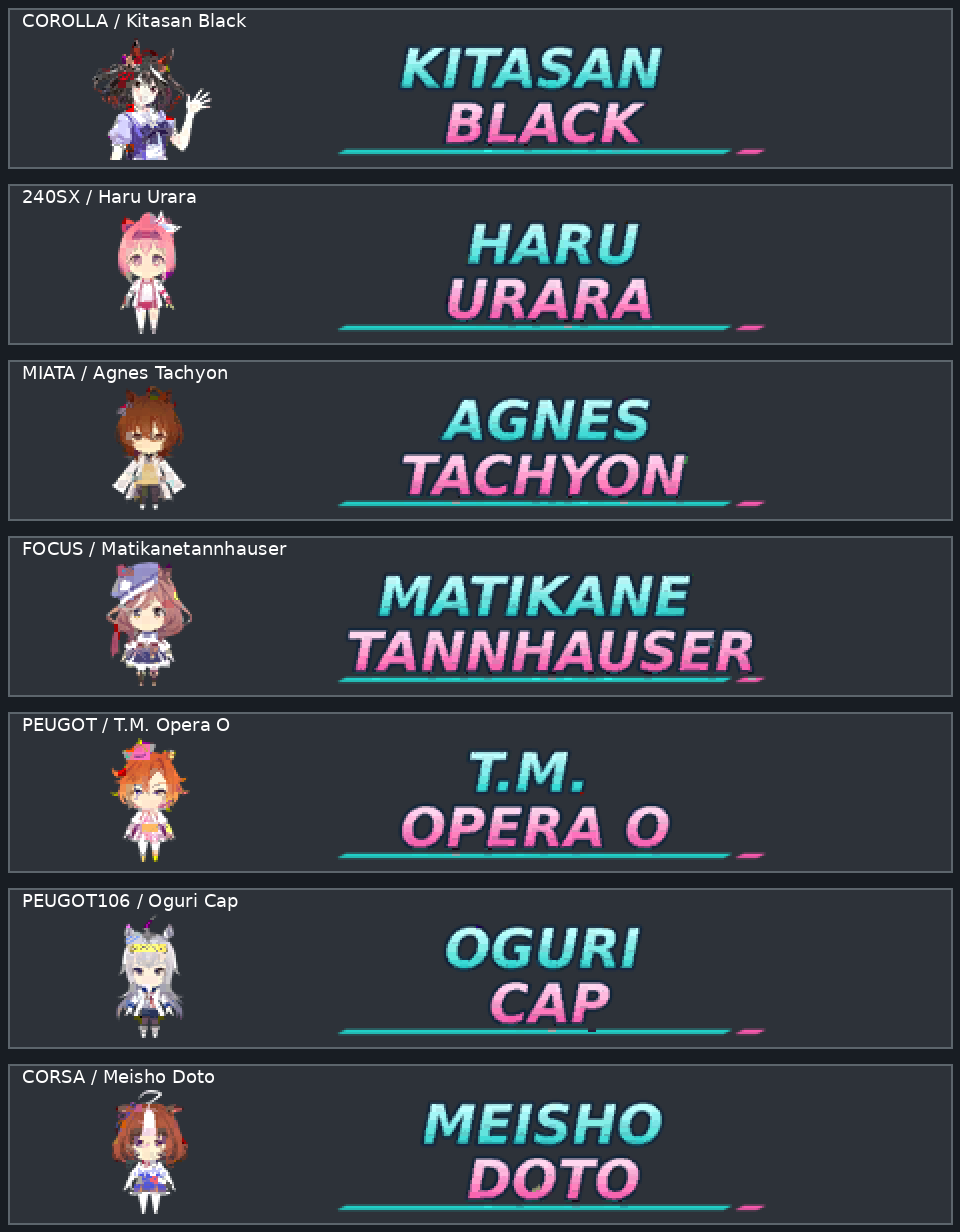 COROLLA / Kitasan Black
KITASAN
BLACK
240SX / Haru Urara
HARU
URARA
MIATA / Agnes Tachyon
AGNES
TACHYON
FOCUS / Matikanetannhauser
MATIKANE
TANNHAUSER
PEUGOT / T.M. Opera O
T.M.
OPERA O
PEUGOT106 / Oguri Cap
OGURI
CAP
CORSA / Meisho Doto
MEISHO
DOTO